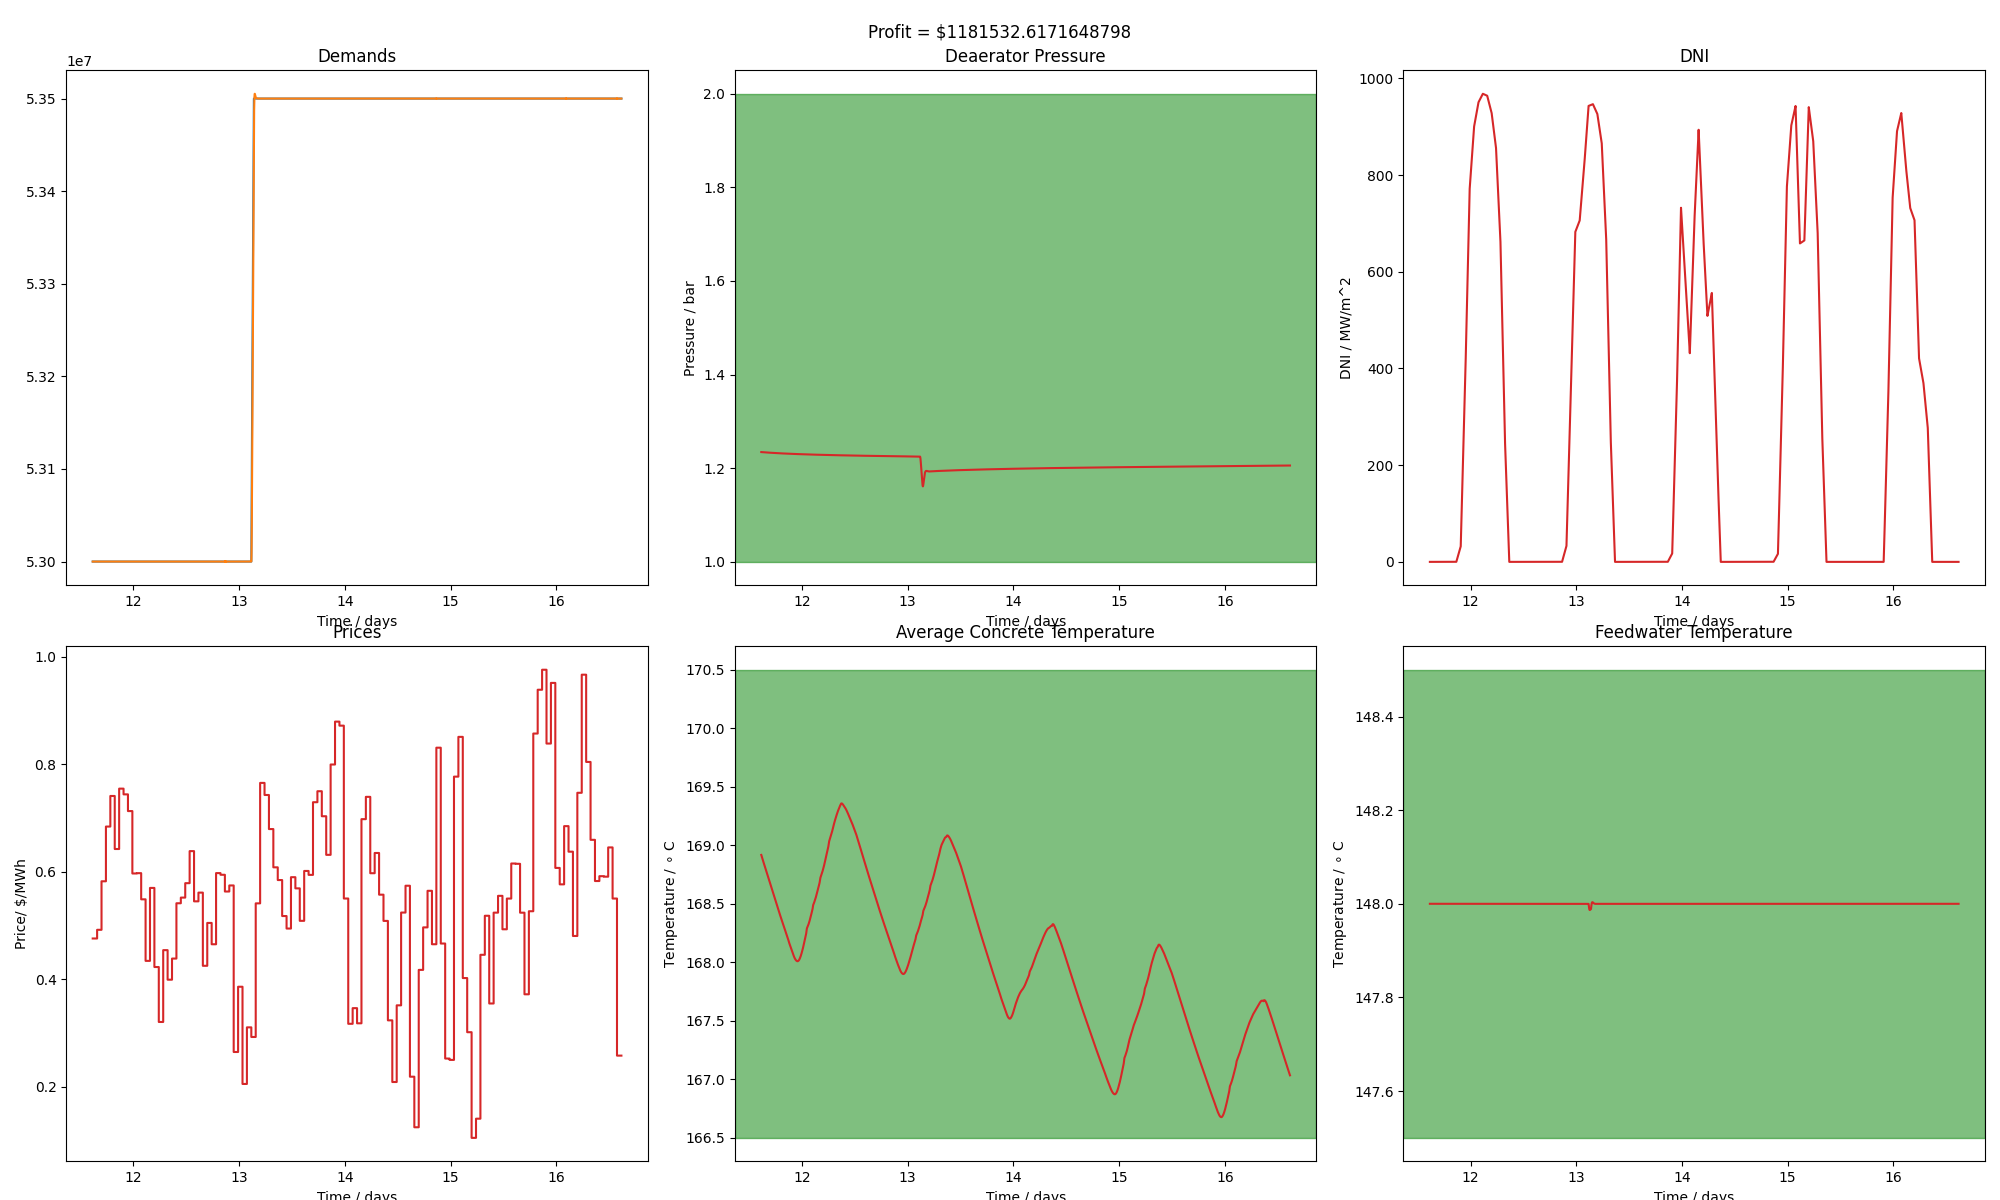 Profit = $1181532.6171648798
Demands
1e7
5.35
5.34
5.33
5.32
5.31
5.30
12 13 14 15 16
Time / days
Deaerator Pressure
Pressure / bar
2.0
1.8
1.6
1.4
1.2
1.0
12 13 14 15 16
Time / days
DNI
DNI / MW/m^2
1000
800
600
400
200
0
12 13 14 15 16
Time / days
Prices
Price/ $/MWh
1.0
0.8
0.6
0.4
0.2
12 13 14 15 16
Time / days
Average Concrete Temperature
Temperature / ∘ C
170.5
170.0
169.5
169.0
168.5
168.0
167.5
167.0
166.5
12 13 14 15 16
Time / days
Feedwater Temperature
Temperature / ∘ C
148.4
148.2
148.0
147.8
147.6
12 13 14 15 16
Time / days